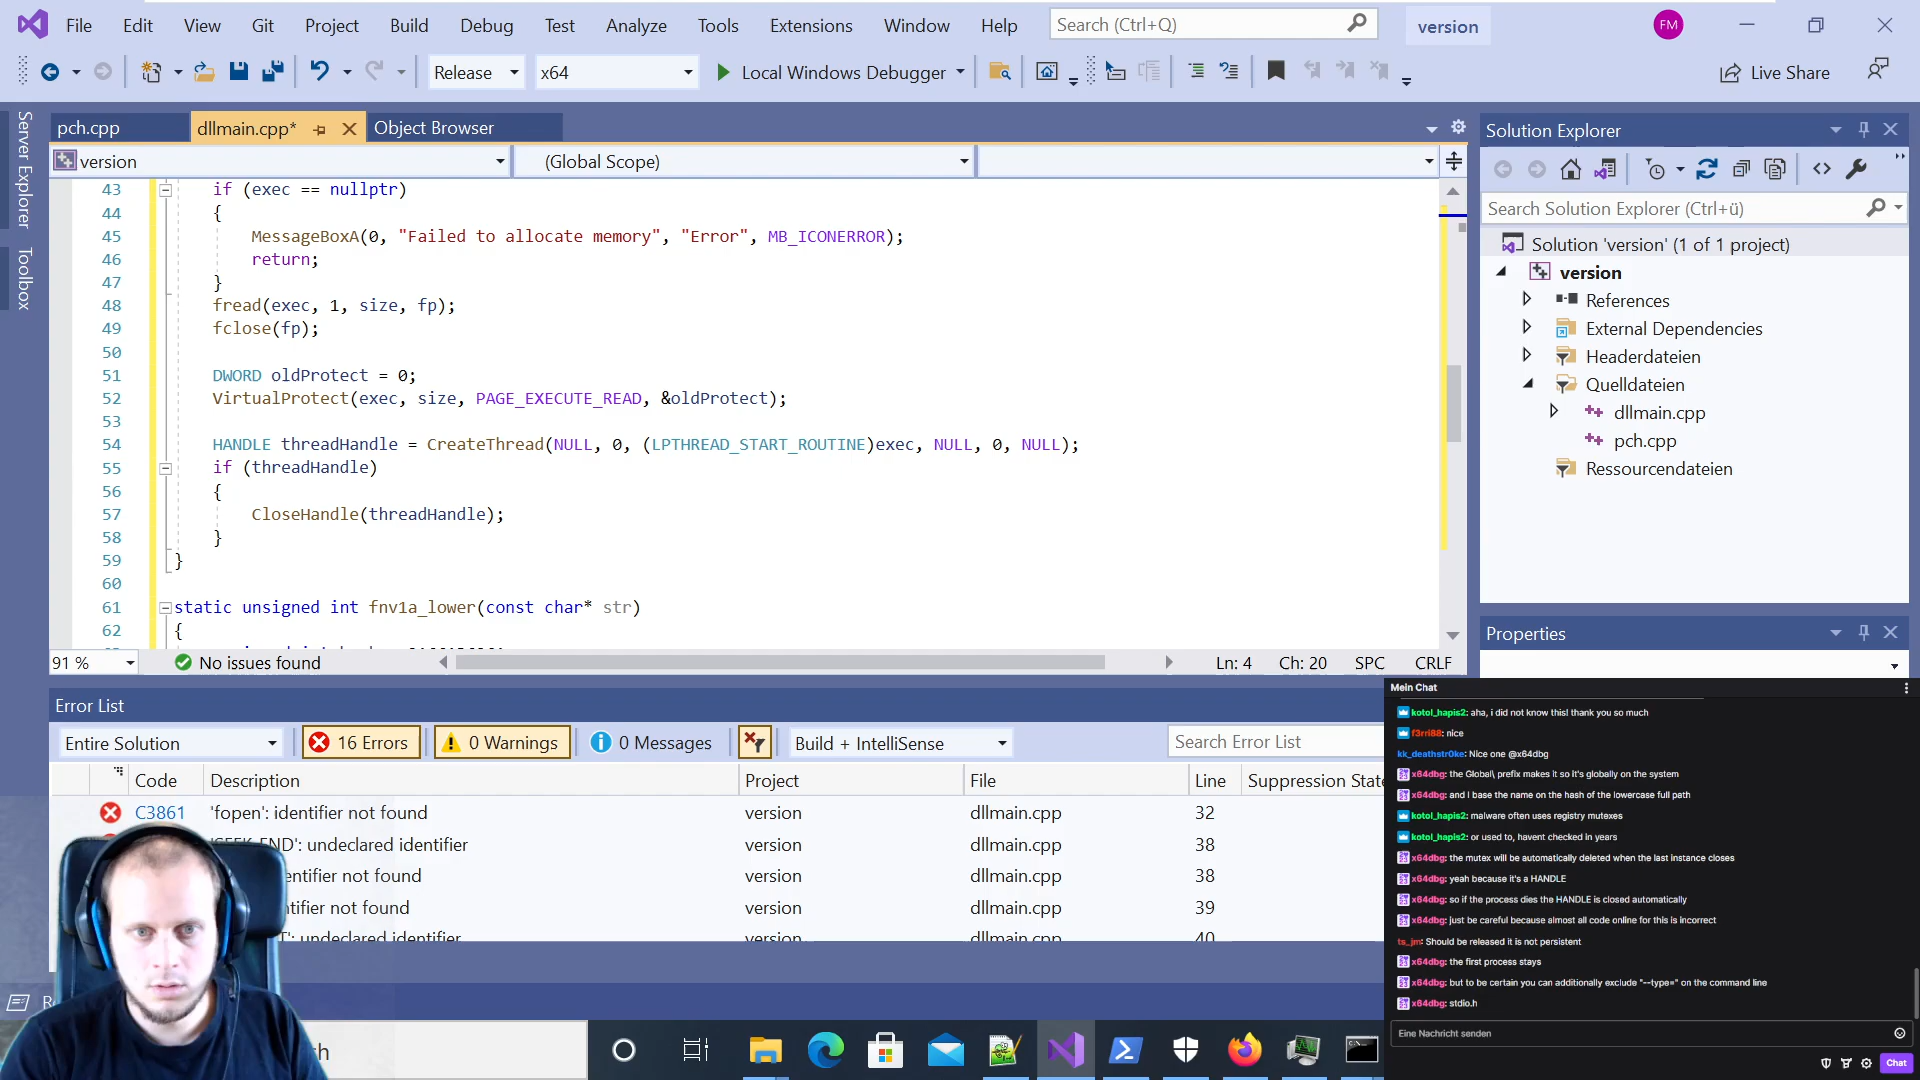 File Edit View Git Project Build Debug Test Analyze Tools Extensions Window Help
Search (Ctrl+Q)
version
FM
Release
x64
Local Windows Debugger
Live Share
Server Explorer
Toolbox
pch.cpp
dllmain.cpp*
Object Browser
version
(Global Scope)
43 if (exec == nullptr)
44 {
45 MessageBoxA(0, "Failed to allocate memory", "Error", MB_ICONERROR);
46 return;
47 }
48 fread(exec, 1, size, fp);
49 fclose(fp);
50
51 DWORD oldProtect = 0;
52 VirtualProtect(exec, size, PAGE_EXECUTE_READ, &oldProtect);
53
54 HANDLE threadHandle = CreateThread(NULL, 0, (LPTHREAD_START_ROUTINE)exec, NULL, 0, NULL);
55 if (threadHandle)
56 {
57 CloseHandle(threadHandle);
58 }
59 }
60
61 static unsigned int fnv1a_lower(const char* str)
62 {
91 %
No issues found
Ln: 4 Ch: 20 SPC CRLF
Solution Explorer
Search Solution Explorer (Ctrl+ü)
Solution 'version' (1 of 1 project)
version
References
External Dependencies
Headerdateien
Quelldateien
dllmain.cpp
pch.cpp
Ressourcendateien
Properties
Error List
Entire Solution
16 Errors
0 Warnings
0 Messages
Build + IntelliSense
Search Error List
Code Description Project File Line Suppression State
C3861 'fopen': identifier not found version dllmain.cpp 32
END': undeclared identifier version dllmain.cpp 38
entifier not found version dllmain.cpp 38
ntifier not found version dllmain.cpp 39
T': undeclared identifier version dllmain.cpp 40
Mein Chat
kotol_hapis2: aha, i did not know this! thank you so much
f3rri88: nice
kk_deathstr0ke: Nice one @x64dbg
x64dbg: the Global\ prefix makes it so it's globally on the system
x64dbg: and I base the name on the hash of the lowercase full path
kotol_hapis2: malware often uses registry mutexes
kotol_hapis2: or used to, havent checked in years
x64dbg: the mutex will be automatically deleted when the last instance closes
x64dbg: yeah because it's a HANDLE
x64dbg: so if the process dies the HANDLE is closed automatically
x64dbg: just be careful because almost all code online for this is incorrect
ts_jm: Should be released it is not persistent
x64dbg: the first process stays
x64dbg: but to be certain you can additionally exclude "--type=" on the command line
x64dbg: stdio.h
Eine Nachricht senden
Chat